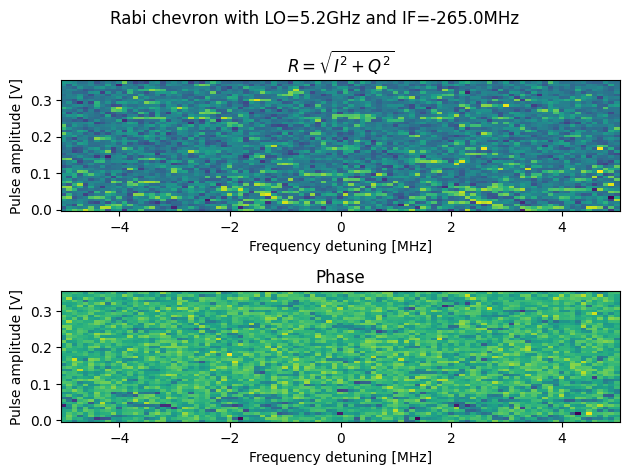 Rabi chevron with LO=5.2GHz and IF=-265.0MHz
R = √I² + Q²
Pulse amplitude [V]
0.3
0.2
0.1
0.0
−4
−2
0
2
4
Frequency detuning [MHz]
Phase
Pulse amplitude [V]
0.3
0.2
0.1
0.0
−4
−2
0
2
4
Frequency detuning [MHz]